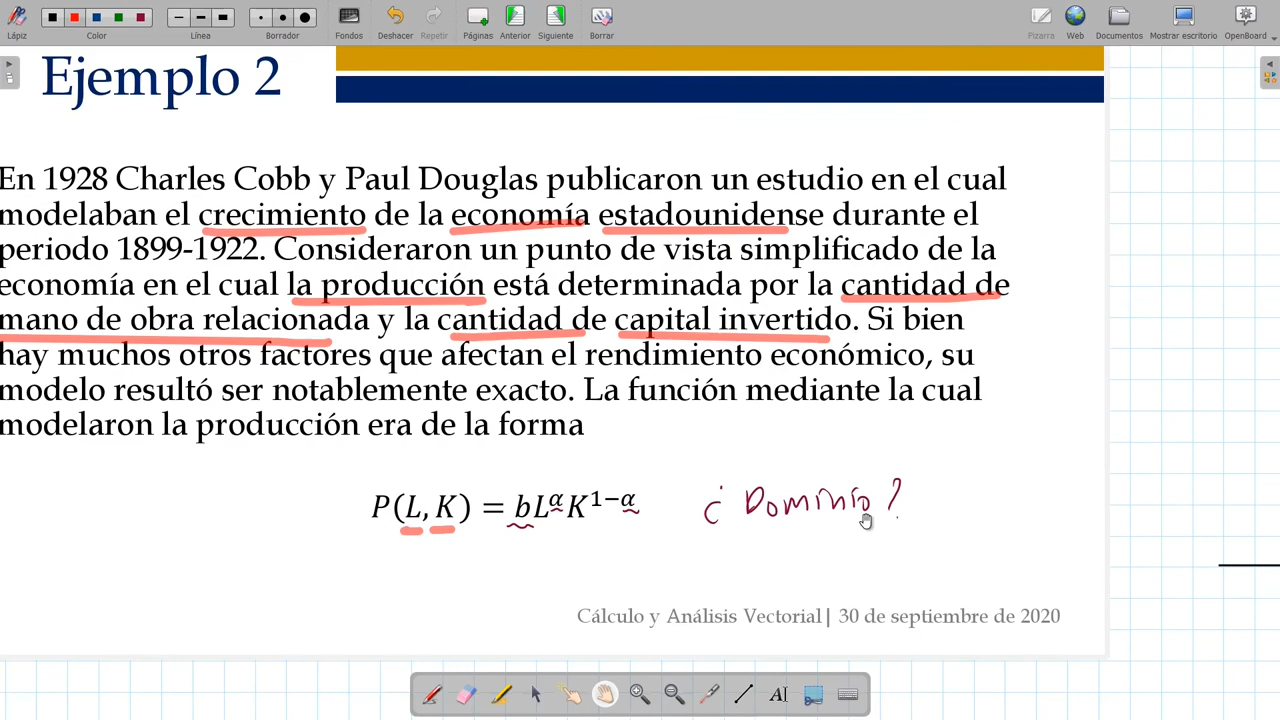 Lápiz Color Línea Borrador Fondos Deshacer Repetir Páginas Anterior Siguiente Borrar Pizarra Web Documentos Mostrar escritorio OpenBoard
Ejemplo 2
En 1928 Charles Cobb y Paul Douglas publicaron un estudio en el cual
modelaban el crecimiento de la economía estadounidense durante el
periodo 1899-1922. Consideraron un punto de vista simplificado de la
economía en el cual la producción está determinada por la cantidad de
mano de obra relacionada y la cantidad de capital invertido. Si bien
hay muchos otros factores que afectan el rendimiento económico, su
modelo resultó ser notablemente exacto. La función mediante la cual
modelaron la producción era de la forma
P(L, K) = bL^α K^{1−α} ¿ Dominio ?
Cálculo y Análisis Vectorial| 30 de septiembre de 2020